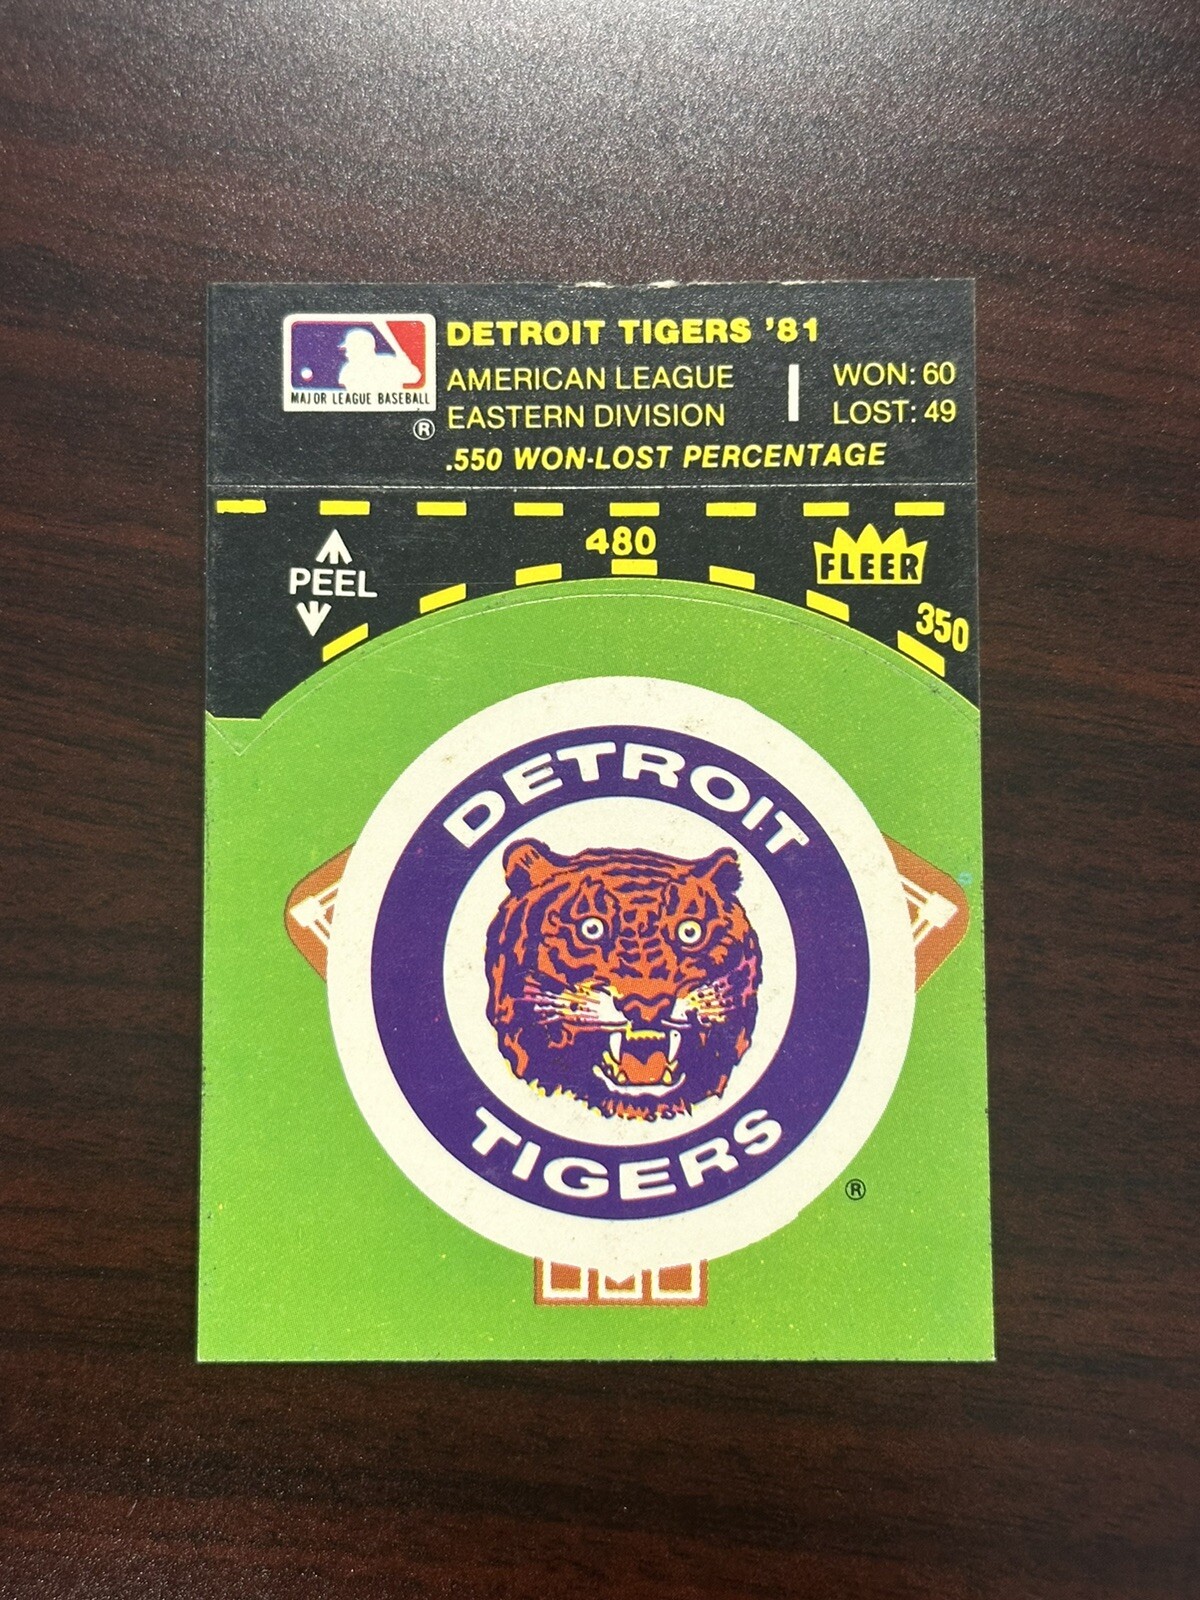 DETROIT TIGERS '81
AMERICAN LEAGUE
EASTERN DIVISION
WON: 60
LOST: 49
.550 WON-LOST PERCENTAGE
MAJOR LEAGUE BASEBALL
®
480
PEEL
FLEER
350
DETROIT
TIGERS
®